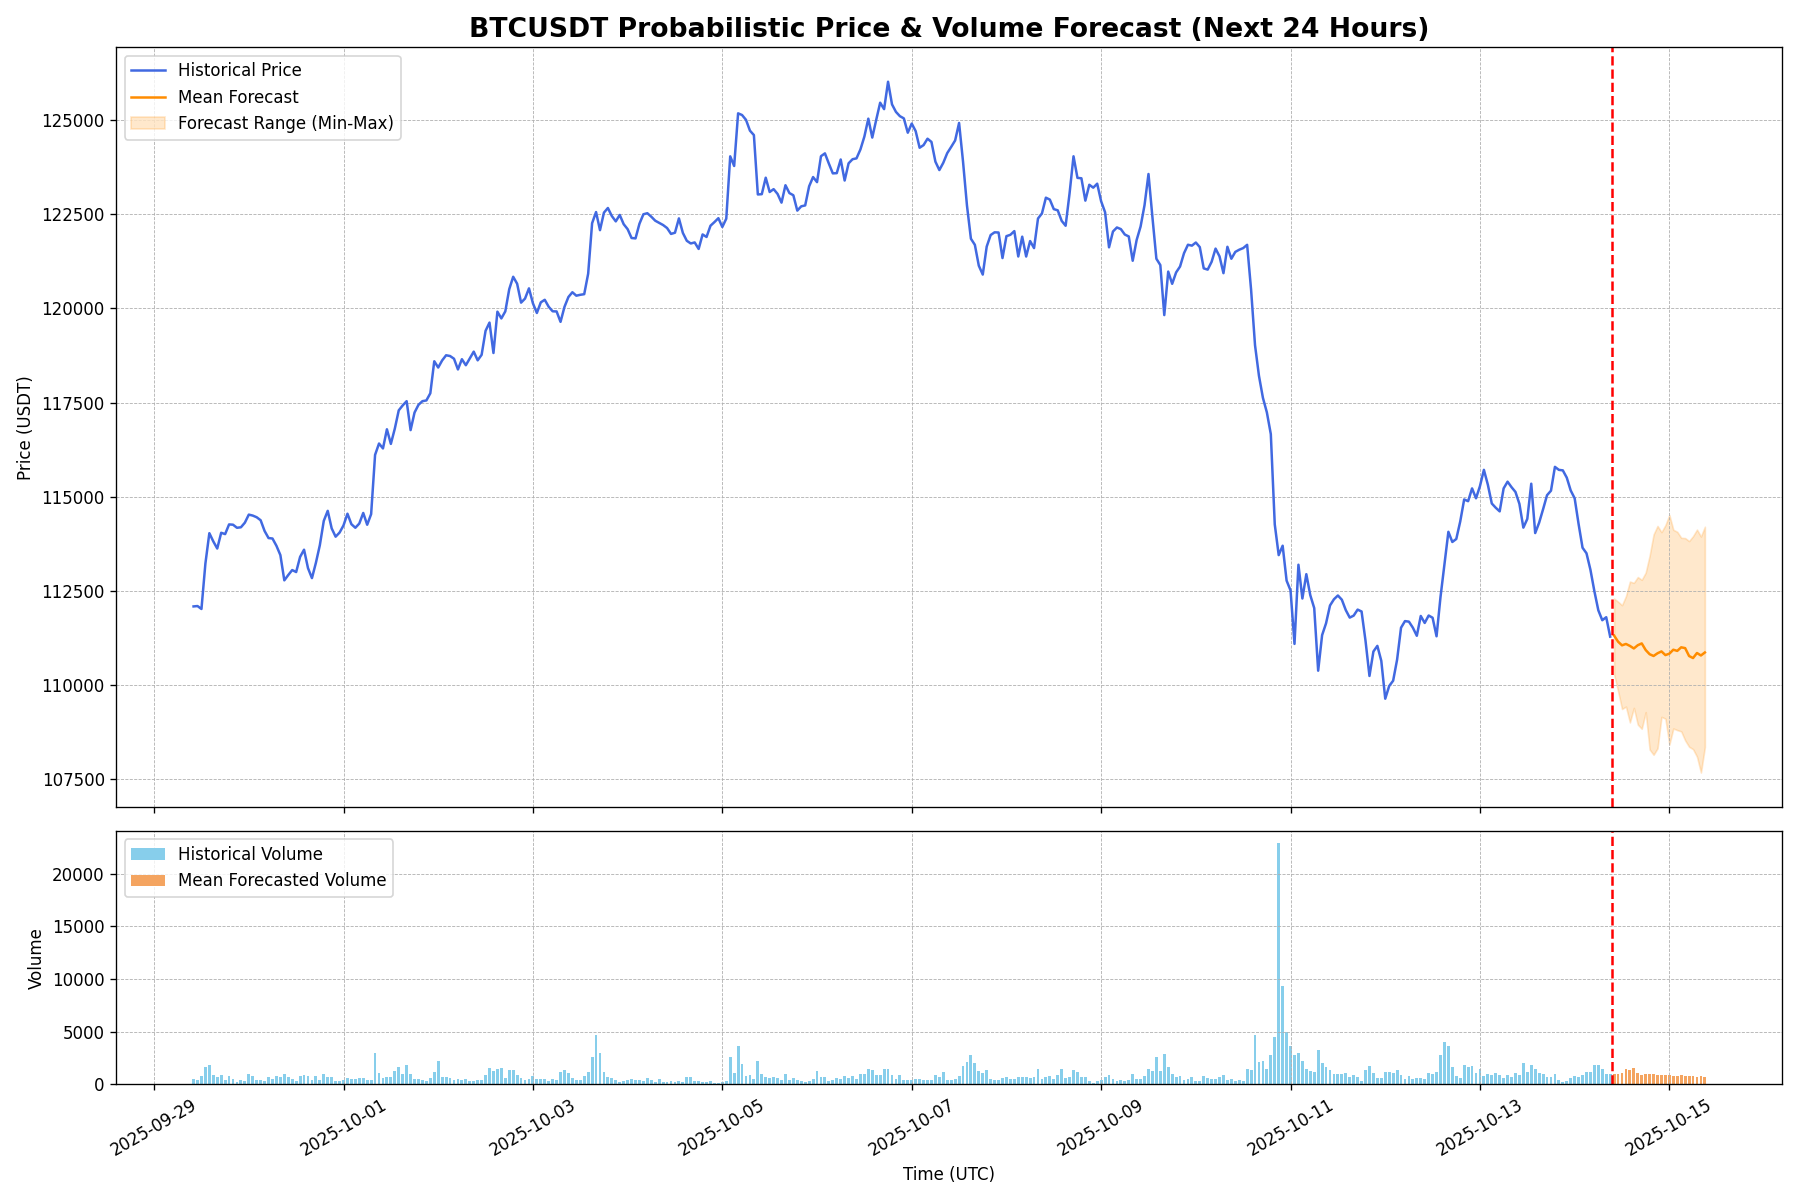 BTCUSDT Probabilistic Price & Volume Forecast (Next 24 Hours)
Historical Price
Mean Forecast
Forecast Range (Min-Max)
125000
122500
120000
117500
115000
112500
110000
107500
Price (USDT)
Historical Volume
Mean Forecasted Volume
20000
15000
10000
5000
0
Volume
2025-09-29
2025-10-01
2025-10-03
2025-10-05
2025-10-07
2025-10-09
2025-10-11
2025-10-13
2025-10-15
Time (UTC)